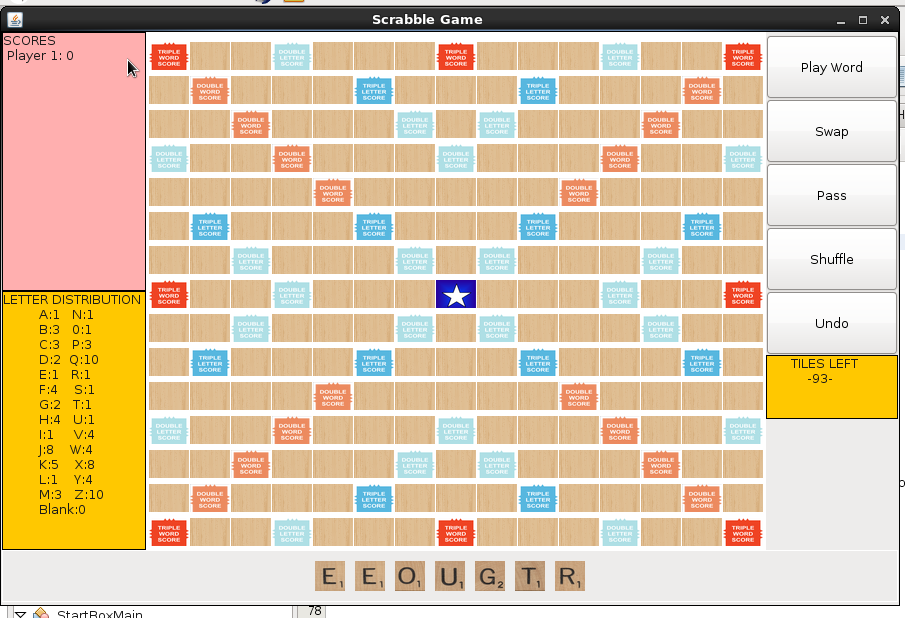 Scrabble Game
SCORES
Player 1: 0
LETTER DISTRIBUTION
A:1 N:1
B:3 0:1
C:3 P:3
D:2 Q:10
E:1 R:1
F:4 S:1
G:2 T:1
H:4 U:1
I:1 V:4
J:8 W:4
K:5 X:8
L:1 Y:4
M:3 Z:10
Blank:0
TRIPLE DOUBLE TRIPLE DOUBLE TRIPLE
WORD LETTER WORD LETTER WORD
SCORE SCORE SCORE SCORE SCORE
DOUBLE TRIPLE TRIPLE DOUBLE
WORD LETTER LETTER WORD
SCORE SCORE SCORE SCORE
DOUBLE DOUBLE DOUBLE DOUBLE
WORD LETTER LETTER WORD
SCORE SCORE SCORE SCORE
DOUBLE DOUBLE DOUBLE DOUBLE DOUBLE
LETTER WORD LETTER WORD LETTER
SCORE SCORE SCORE SCORE SCORE
DOUBLE DOUBLE
WORD WORD
SCORE SCORE
TRIPLE TRIPLE TRIPLE TRIPLE
LETTER LETTER LETTER LETTER
SCORE SCORE SCORE SCORE
DOUBLE DOUBLE DOUBLE DOUBLE
LETTER LETTER LETTER LETTER
SCORE SCORE SCORE SCORE
TRIPLE DOUBLE DOUBLE TRIPLE
WORD LETTER LETTER WORD
SCORE SCORE SCORE SCORE
DOUBLE DOUBLE DOUBLE DOUBLE
LETTER LETTER LETTER LETTER
SCORE SCORE SCORE SCORE
TRIPLE TRIPLE TRIPLE TRIPLE
LETTER LETTER LETTER LETTER
SCORE SCORE SCORE SCORE
DOUBLE DOUBLE
WORD WORD
SCORE SCORE
DOUBLE DOUBLE DOUBLE DOUBLE DOUBLE
LETTER WORD LETTER WORD LETTER
SCORE SCORE SCORE SCORE SCORE
DOUBLE DOUBLE DOUBLE DOUBLE
WORD LETTER LETTER WORD
SCORE SCORE SCORE SCORE
DOUBLE TRIPLE TRIPLE DOUBLE
WORD LETTER LETTER WORD
SCORE SCORE SCORE SCORE
TRIPLE DOUBLE TRIPLE DOUBLE TRIPLE
WORD LETTER WORD LETTER WORD
SCORE SCORE SCORE SCORE SCORE
Play Word
Swap
Pass
Shuffle
Undo
TILES LEFT
-93-
E1 E1 O1 U1 G2 T1 R1
StartBoxMain 78